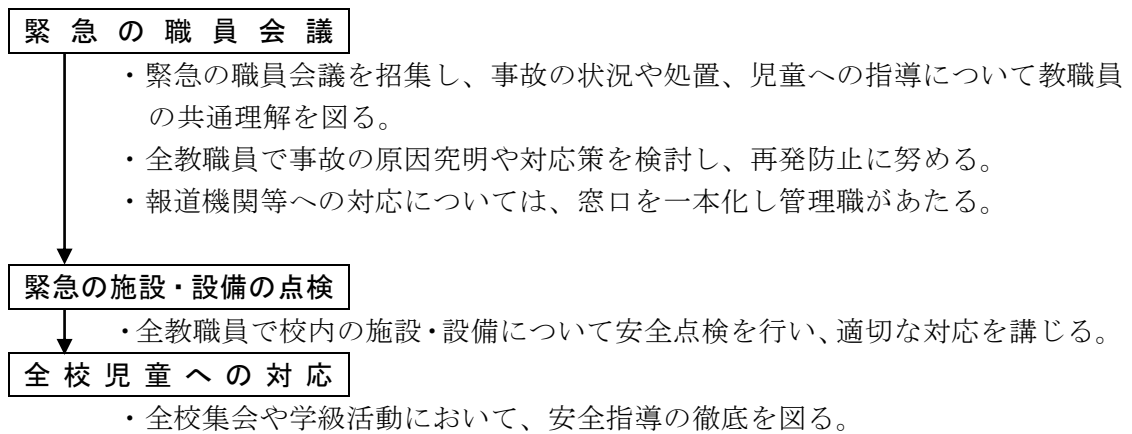 緊急の職員会議
・緊急の職員会議を招集し、事故の状況や処置、児童への指導について教職員
の共通理解を図る。
・全教職員で事故の原因究明や対応策を検討し、再発防止に努める。
・報道機関等への対応については、窓口を一本化し管理職があたる。
緊急の施設・設備の点検
・全教職員で校内の施設・設備について安全点検を行い、適切な対応を講じる。
全校児童への対応
・全校集会や学級活動において、安全指導の徹底を図る。